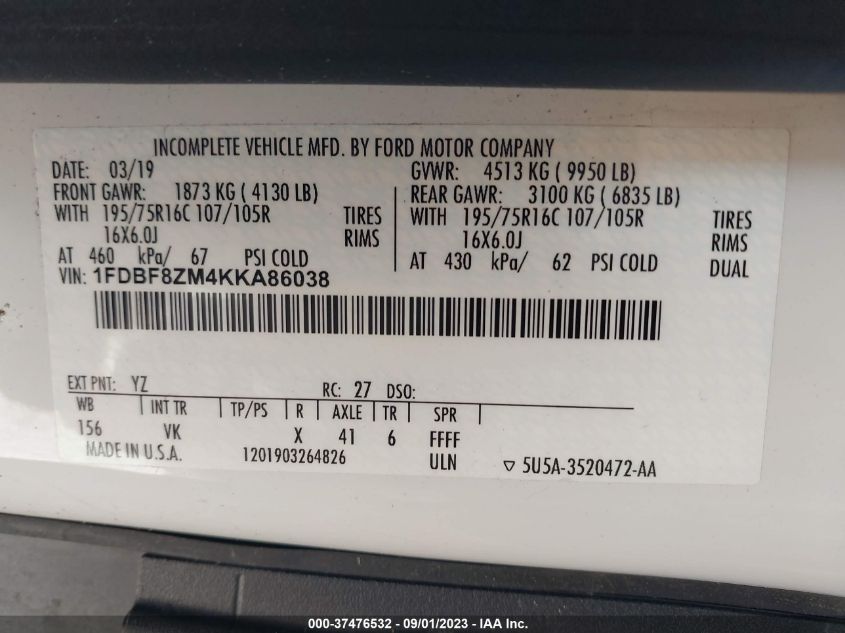 INCOMPLETE VEHICLE MFD. BY FORD MOTOR COMPANY
DATE: 03/19 GVWR: 4513 KG ( 9950 LB)
FRONT GAWR: 1873 KG ( 4130 LB) REAR GAWR: 3100 KG ( 6835 LB)
WITH 195/75R16C 107/105R TIRES WITH 195/75R16C 107/105R TIRES
16X6.0J RIMS 16X6.0J RIMS
AT 460 kPa/ 67 PSI COLD AT 430 kPa/ 62 PSI COLD DUAL
VIN: 1FDBF8ZM4KKA86038
EXT PNT: YZ RC: 27 DSO:
WB INT TR TP/PS R AXLE TR SPR
156 VK X 41 6 FFFF
MADE IN U.S.A. 1201903264826 ULN ▽ 5U5A-3520472-AA
000-37476532 - 09/01/2023 - IAA Inc.